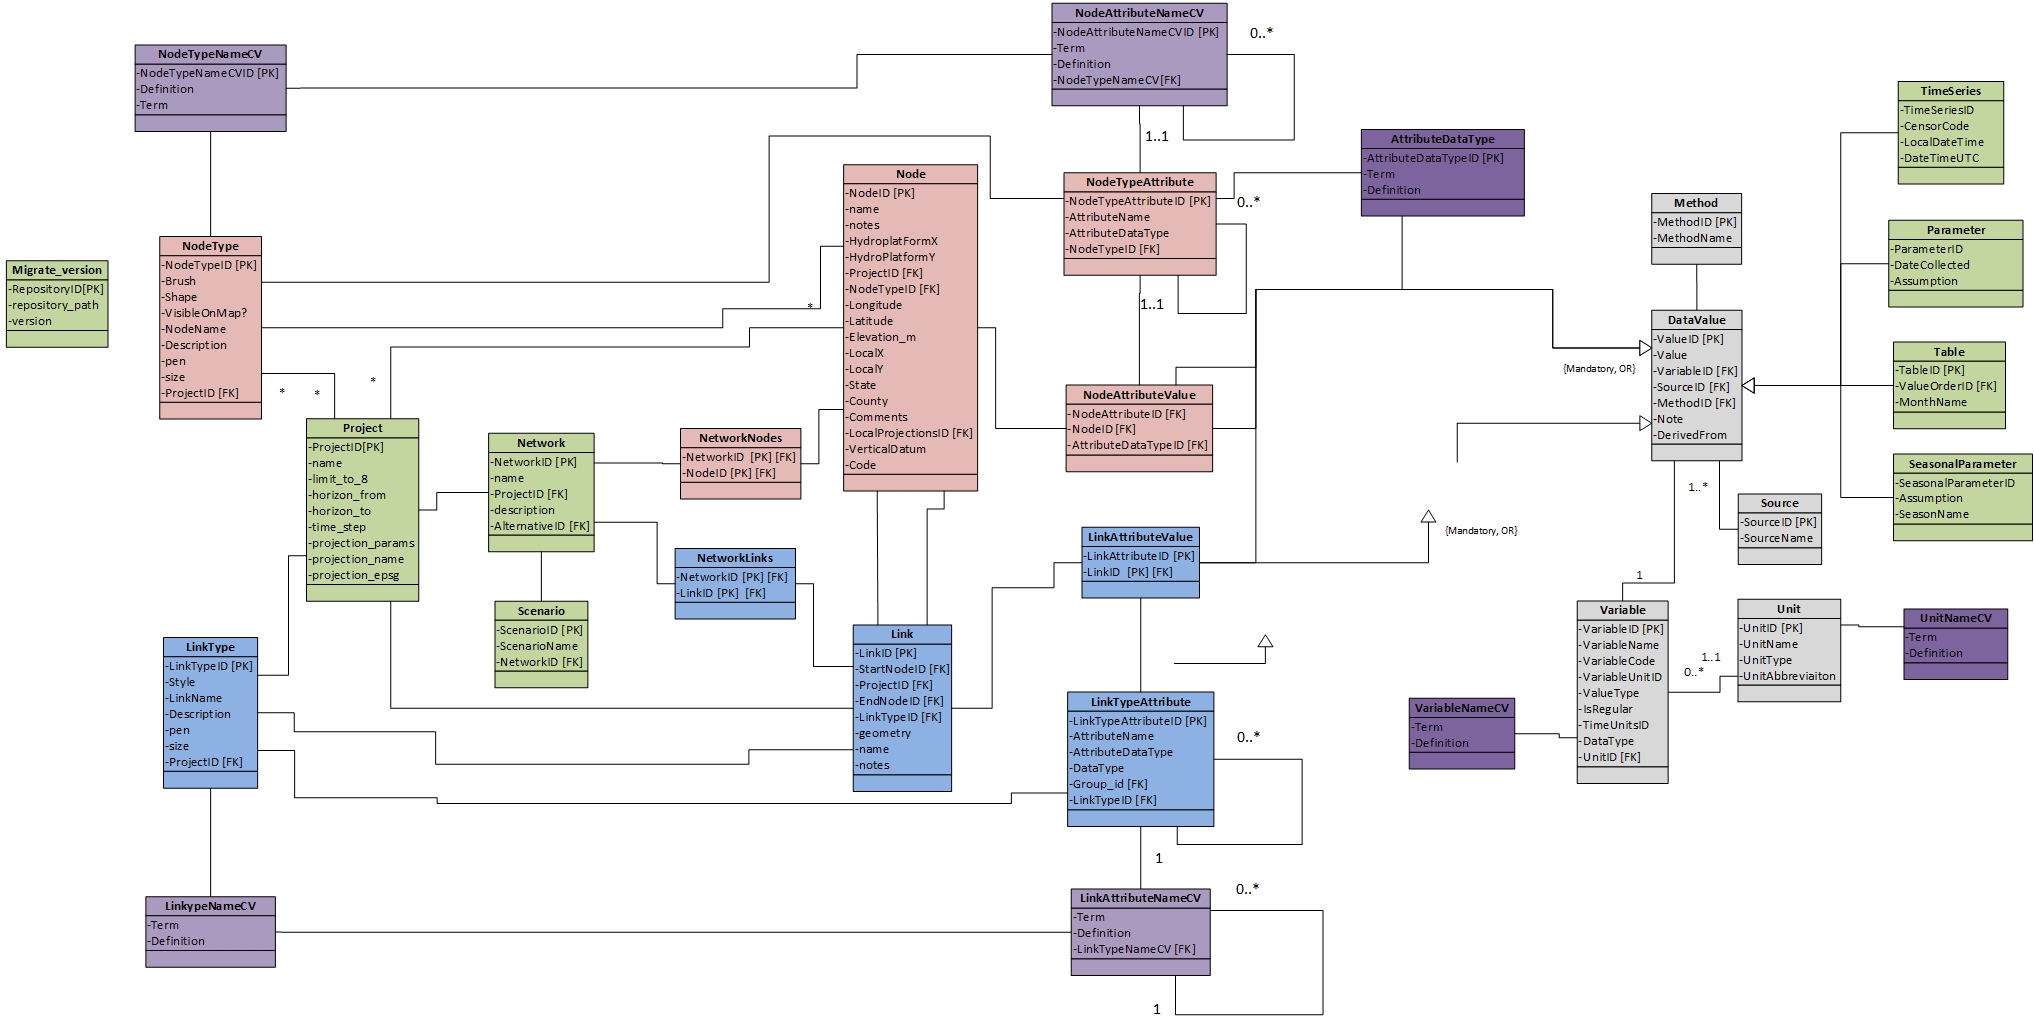 NodeTypeNameCV
-NodeTypeNameCVID [PK]
-Definition
-Term
NodeAttributeNameCV
-NodeAttributeNameCVID [PK]
-Term
-Definition
-NodeTypeNameCV[FK]
0..*
1..1
AttributeDataType
-AttributeDataTypeID [PK]
-Term
-Definition
TimeSeries
-TimeSeriesID
-CensorCode
-LocalDateTime
-DateTimeUTC
Node
-NodeID [PK]
-name
-notes
-HydroplatFormX
-HydroPlatformY
-ProjectID [FK]
-NodeTypeID [FK]
-Longitude
-Latitude
-Elevation_m
-LocalX
-LocalY
-State
-County
-Comments
-LocalProjectionsID [FK]
-VerticalDatum
-Code
NodeTypeAttribute
-NodeTypeAttributeID [PK]
-AttributeName
-AttributeDataType
-NodeTypeID [FK]
0..*
1..1
Method
-MethodID [PK]
-MethodName
Parameter
-ParameterID
-DateCollected
-Assumption
NodeType
-NodeTypeID [PK]
-Brush
-Shape
-VisibleOnMap?
-NodeName
-Description
-pen
-size
-ProjectID [FK]
Migrate_version
-RepositoryID[PK]
-repository_path
-version
*
*
*
*
DataValue
-ValueID [PK]
-Value
-VariableID [FK]
-SourceID [FK]
-MethodID [FK]
-Note
-DerivedFrom
{Mandatory, OR}
Table
-TableID [PK]
-ValueOrderID [FK]
-MonthName
NodeAttributeValue
-NodeAttributeID [FK]
-NodeID [FK]
-AttributeDataTypeID [FK]
Project
-ProjectID[PK]
-name
-limit_to_8
-horizon_from
-horizon_to
-time_step
-projection_params
-projection_name
-projection_epsg
Network
-NetworkID [PK]
-name
-ProjectID [FK]
-description
-AlternativeID [FK]
NetworkNodes
-NetworkID [PK] [FK]
-NodeID [PK] [FK]
SeasonalParameter
-SeasonalParameterID
-Assumption
-SeasonName
1..*
Source
-SourceID [PK]
-SourceName
LinkAttributeValue
-LinkAttributeID [PK]
-LinkID [PK] [FK]
{Mandatory, OR}
NetworkLinks
-NetworkID [PK] [FK]
-LinkID [PK] [FK]
1
Scenario
-ScenarioID [PK]
-ScenarioName
-NetworkID [FK]
Variable
-VariableID [PK]
-VariableName
-VariableCode
-VariableUnitID
-ValueType
-IsRegular
-TimeUnitsID
-DataType
-UnitID [FK]
Unit
-UnitID [PK]
-UnitName
-UnitType
-UnitAbbreviaiton
1..1
0..*
UnitNameCV
-Term
-Definition
Link
-LinkID [PK]
-StartNodeID [FK]
-ProjectID [FK]
-EndNodeID [FK]
-LinkTypeID [FK]
-geometry
-name
-notes
LinkType
-LinkTypeID [PK]
-Style
-LinkName
-Description
-pen
-size
-ProjectID [FK]
LinkTypeAttribute
-LinkTypeAttributeID [PK]
-AttributeName
-AttributeDataType
-DataType
-Group_id [FK]
-LinkTypeID [FK]
0..*
1
VariableNameCV
-Term
-Definition
LinkypeNameCV
-Term
-Definition
LinkAttributeNameCV
-Term
-Definition
-LinkTypeNameCV [FK]
0..*
1